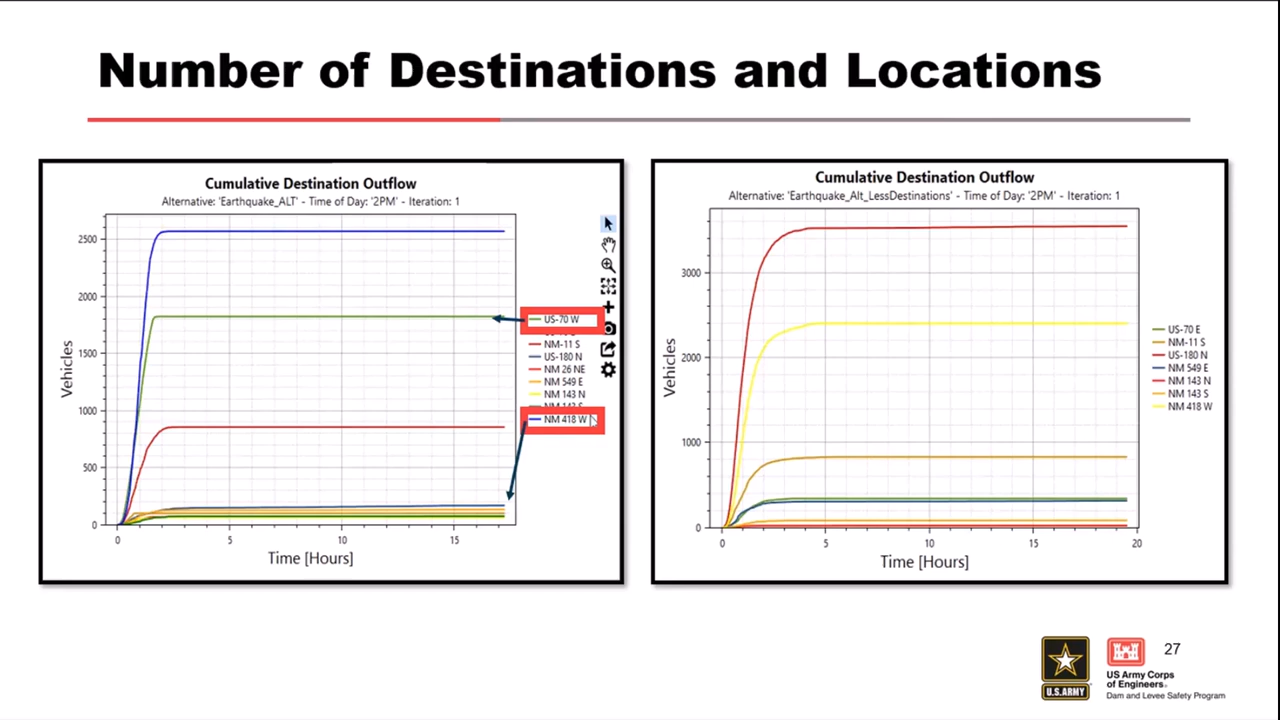 Number of Destinations and Locations
Cumulative Destination Outflow
Alternative: 'Earthquake_ALT' - Time of Day: '2PM' - Iteration: 1
2500
2000
1500
1000
500
0
Vehicles
0
5
10
15
Time [Hours]
US-70 W
NM-11 S
US-180 N
NM 26 NE
NM 549 E
NM 143 N
NM 418 W
Cumulative Destination Outflow
Alternative: 'Earthquake_Alt_LessDestinations' - Time of Day: '2PM' - Iteration: 1
3000
2000
1000
0
Vehicles
0
5
10
15
20
Time [Hours]
US-70 E
NM-11 S
US-180 N
NM 549 E
NM 143 N
NM 143 S
NM 418 W
U.S.ARMY
US Army Corps
of Engineers®
Dam and Levee Safety Program
27